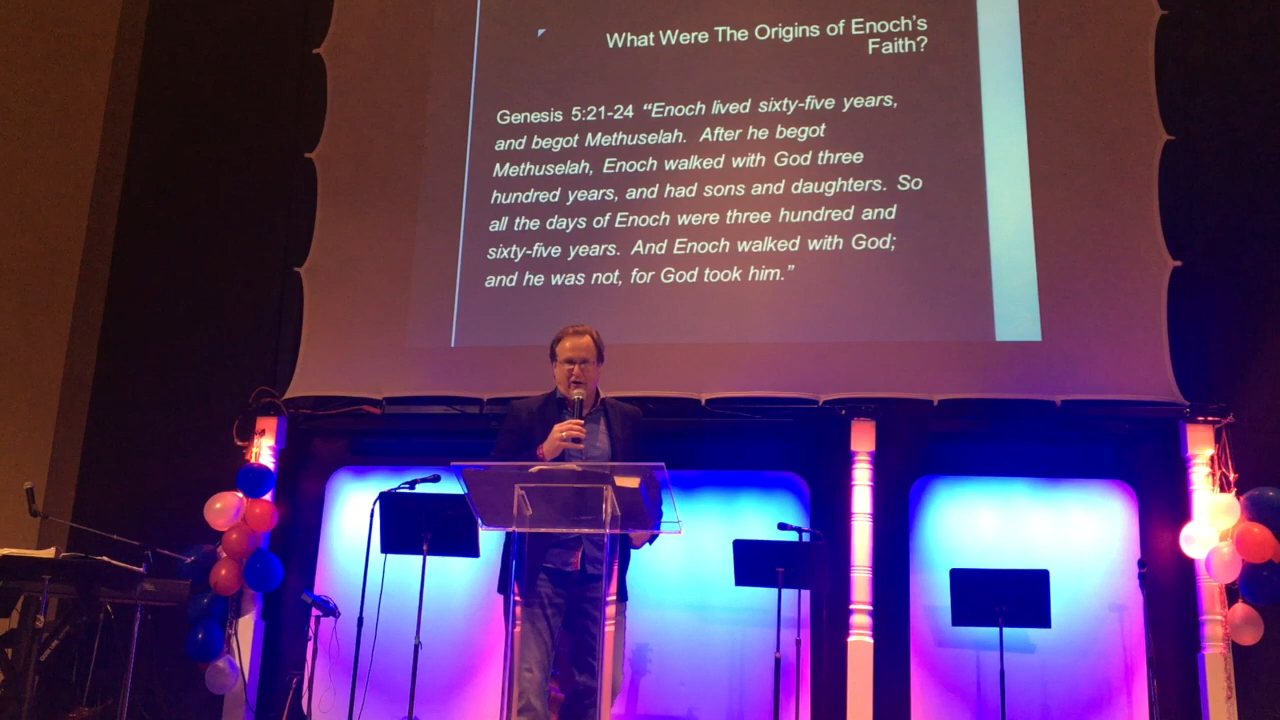 What Were The Origins of Enoch's
Faith?
Genesis 5:21-24 “Enoch lived sixty-five years,
and begot Methuselah. After he begot
Methuselah, Enoch walked with God three
hundred years, and had sons and daughters. So
all the days of Enoch were three hundred and
sixty-five years. And Enoch walked with God;
and he was not, for God took him.”